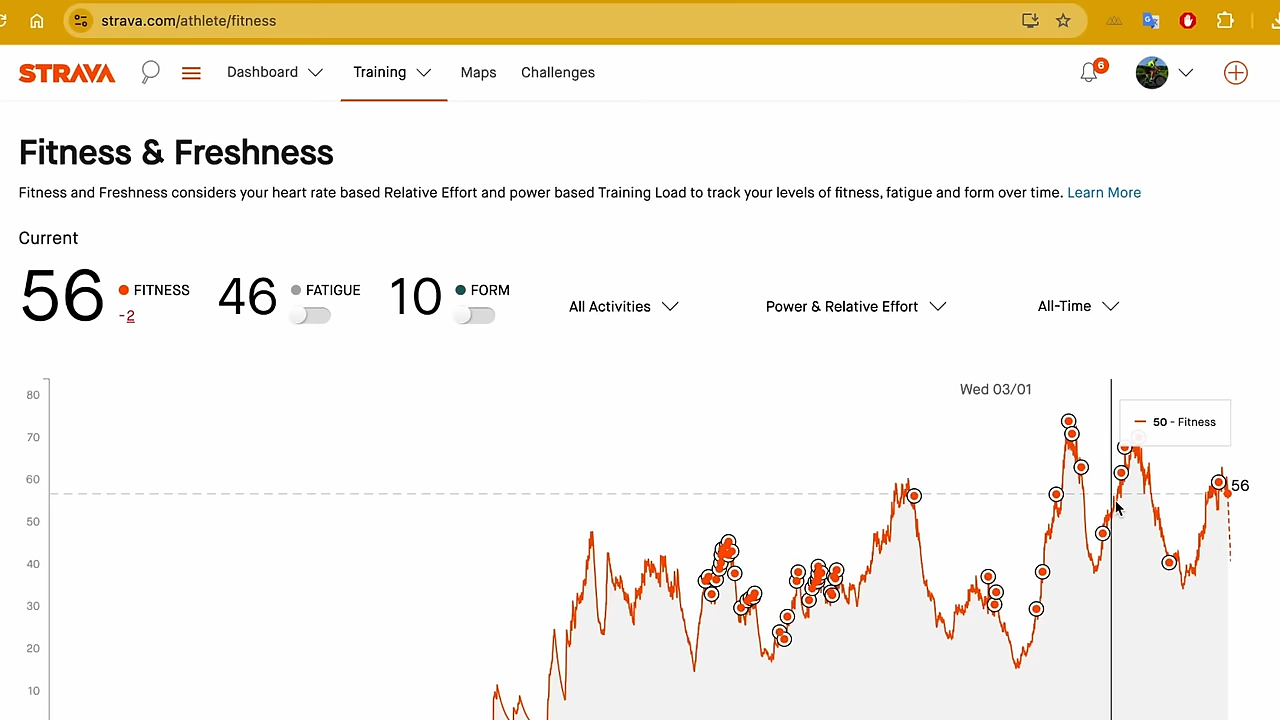 strava.com/athlete/fitness
STRAVA Dashboard Training Maps Challenges 6
Fitness & Freshness
Fitness and Freshness considers your heart rate based Relative Effort and power based Training Load to track your levels of fitness, fatigue and form over time. Learn More
Current
56 FITNESS -2 46 FATIGUE 10 FORM All Activities Power & Relative Effort All-Time
Wed 03/01
50 - Fitness
56
80
70
60
50
40
30
20
10